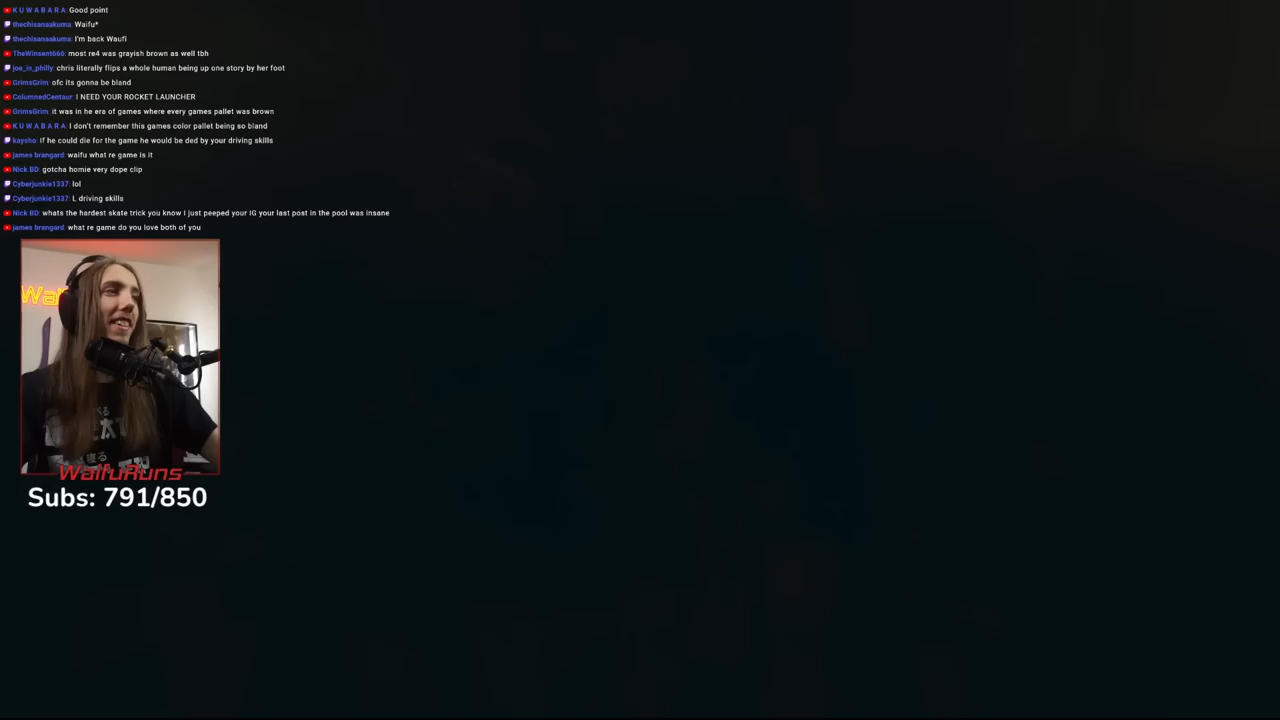 K U W A B A R A: Good point
thechisanaakuma: Waifu*
thechisanaakuma: I'm back Waufi
TheWinsent666: most re4 was grayish brown as well tbh
joe_in_philly: chris literally flips a whole human being up one story by her foot
GrimsGrim: ofc its gonna be bland
ColumnedCentaur: I NEED YOUR ROCKET LAUNCHER
GrimsGrim: it was in he era of games where every games pallet was brown
K U W A B A R A: I don't remember this games color pallet being so bland
kaysho: If he could die for the game he would be ded by your driving skills
james brangard: waifu what re game is it
Nick BD: gotcha homie very dope clip
Cyberjunkie1337: lol
Cyberjunkie1337: L driving skills
Nick BD: whats the hardest skate trick you know I just peeped your IG your last post in the pool was insane
james brangard: what re game do you love both of you
Wai
WaifuRuns
Subs: 791/850